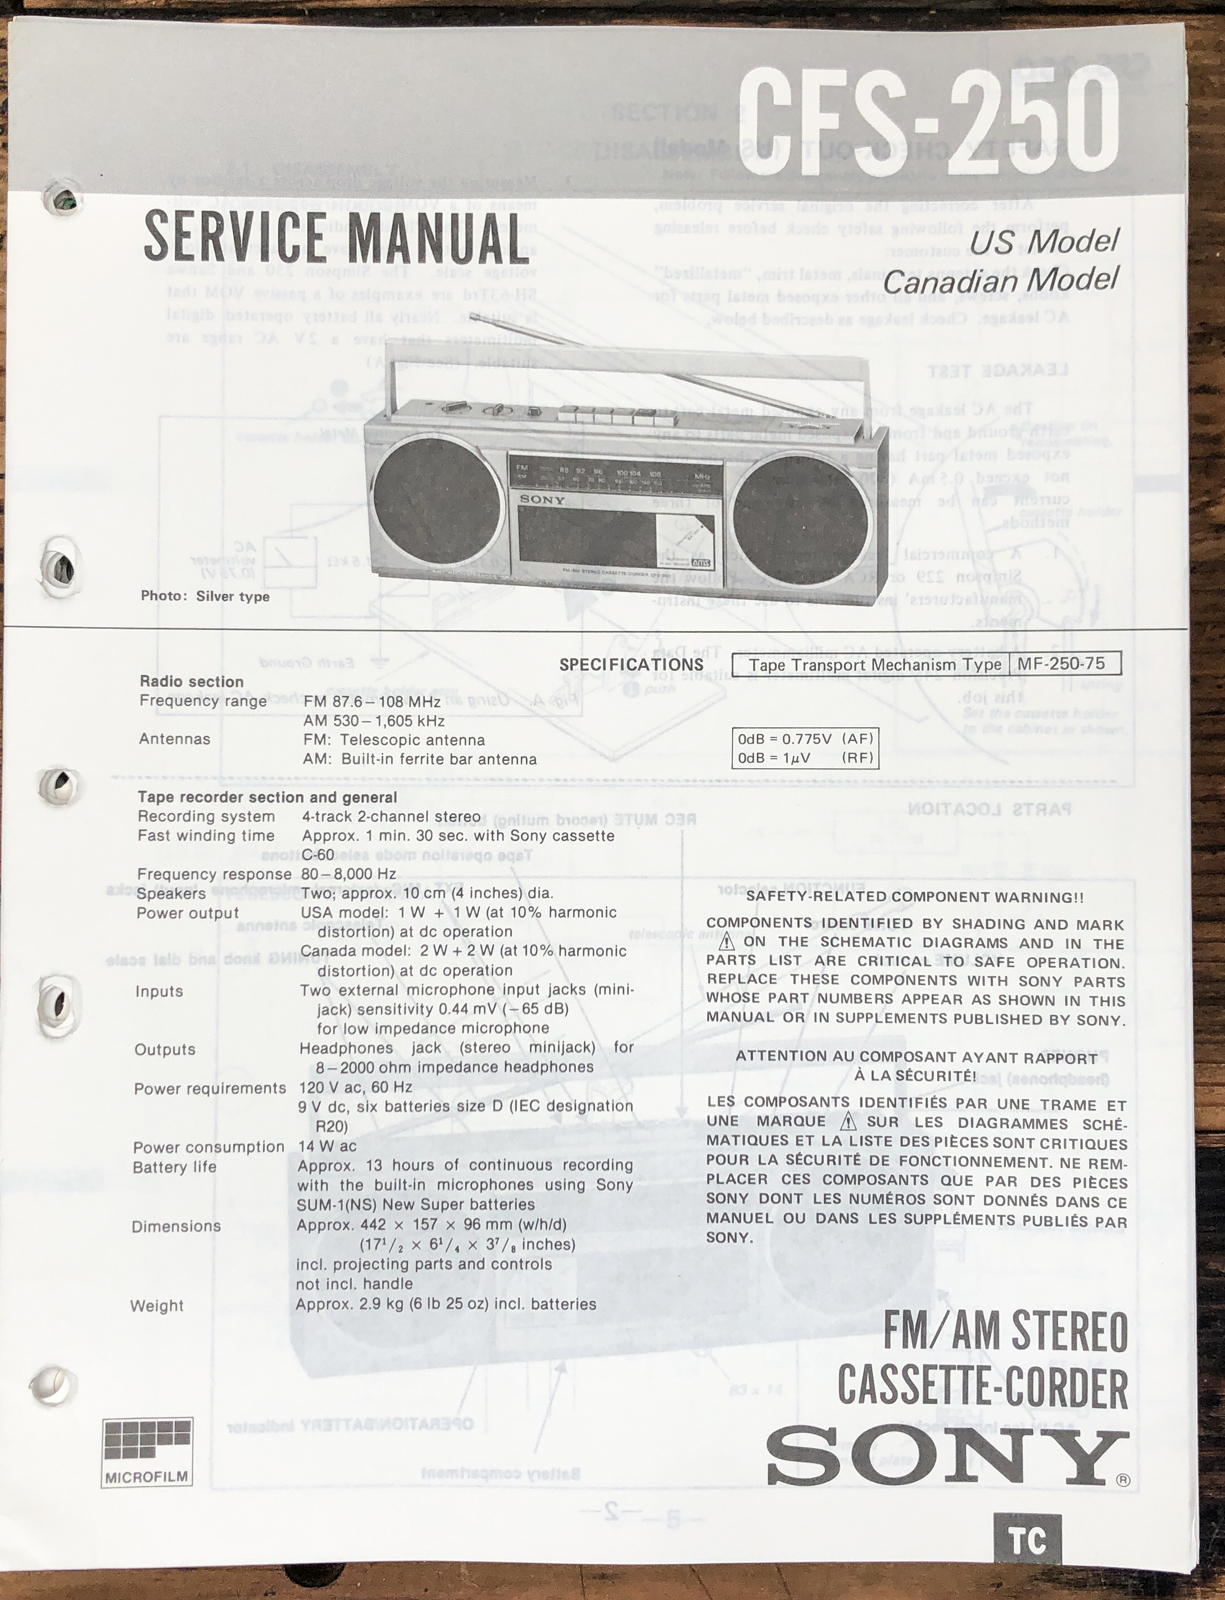 CFS-250
SERVICE MANUAL
US Model
Canadian Model
FM 88 92 96 100 104 108 MHz
SONY
ams
Photo: Silver type
SPECIFICATIONS
Tape Transport Mechanism Type MF-250-75
Radio section
Frequency range FM 87.6–108 MHz
AM 530–1,605 kHz
Antennas FM: Telescopic antenna
AM: Built-in ferrite bar antenna
0dB = 0.775V (AF)
0dB = 1μV (RF)
Tape recorder section and general
Recording system 4-track 2-channel stereo
Fast winding time Approx. 1 min. 30 sec. with Sony cassette
C-60
Frequency response 80–8,000 Hz
Speakers Two, approx. 10 cm (4 inches) dia.
Power output USA model: 1 W + 1 W (at 10% harmonic
distortion) at dc operation
Canada model: 2 W + 2 W (at 10% harmonic
distortion) at dc operation
Inputs Two external microphone input jacks (mini-
jack) sensitivity 0.44 mV (–65 dB)
for low impedance microphone
Outputs Headphones jack (stereo minijack) for
8–2000 ohm impedance headphones
Power requirements 120 V ac, 60 Hz
9 V dc, six batteries size D (IEC designation
R20)
Power consumption 14 W ac
Battery life Approx. 13 hours of continuous recording
with the built-in microphones using Sony
SUM-1(NS) New Super batteries
Dimensions Approx. 442 × 157 × 96 mm (w/h/d)
(17¹/₂ × 6¹/₄ × 3⁷/₈ inches)
incl. projecting parts and controls
not incl. handle
Weight Approx. 2.9 kg (6 lb 25 oz) incl. batteries
SAFETY-RELATED COMPONENT WARNING!!
COMPONENTS IDENTIFIED BY SHADING AND MARK
⚠ ON THE SCHEMATIC DIAGRAMS AND IN THE
PARTS LIST ARE CRITICAL TO SAFE OPERATION.
REPLACE THESE COMPONENTS WITH SONY PARTS
WHOSE PART NUMBERS APPEAR AS SHOWN IN THIS
MANUAL OR IN SUPPLEMENTS PUBLISHED BY SONY.
ATTENTION AU COMPOSANT AYANT RAPPORT
À LA SÉCURITÉ!
LES COMPOSANTS IDENTIFIÉS PAR UNE TRAME ET
UNE MARQUE ⚠ SUR LES DIAGRAMMES SCHÉ-
MATIQUES ET LA LISTE DES PIÈCES SONT CRITIQUES
POUR LA SÉCURITÉ DE FONCTIONNEMENT. NE REM-
PLACER CES COMPOSANTS QUE PAR DES PIÈCES
SONY DONT LES NUMÉROS SONT DONNÉS DANS CE
MANUEL OU DANS LES SUPPLÉMENTS PUBLIÉS PAR
SONY.
FM/AM STEREO
CASSETTE-CORDER
SONY®
MICROFILM
TC